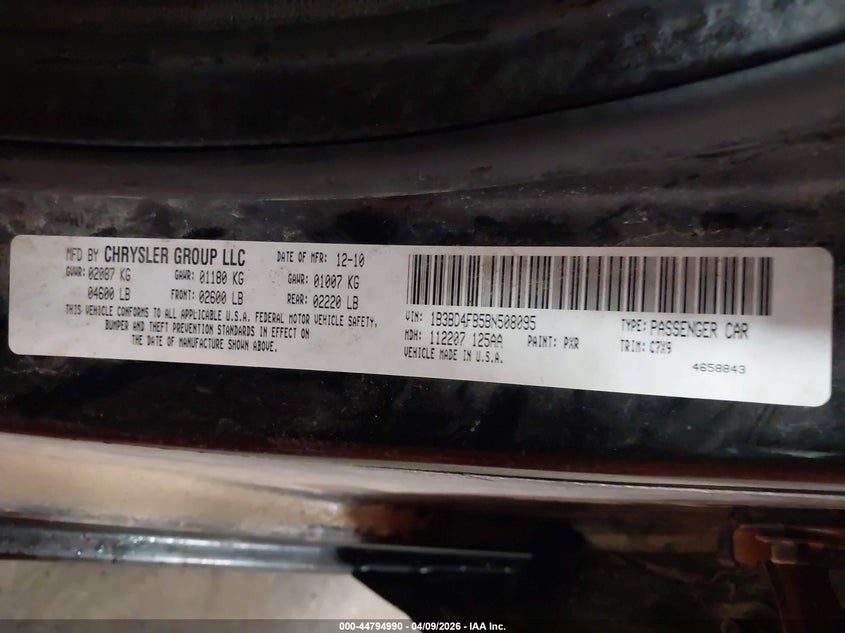 MFD BY CHRYSLER GROUP LLC DATE OF MFR: 12-10
GVWR: 02087 KG GAWR: 01180 KG GAWR: 01007 KG
04600 LB FRONT: 02600 LB REAR: 02220 LB
THIS VEHICLE CONFORMS TO ALL APPLICABLE U.S.A. FEDERAL MOTOR VEHICLE SAFETY,
BUMPER AND THEFT PREVENTION STANDARDS IN EFFECT ON
THE DATE OF MANUFACTURE SHOWN ABOVE.
VIN: 1B3BD4FB5BN508095 TYPE: PASSENGER CAR
MDH: 112207 125AA PAINT: PXR TRIM: C7X9
VEHICLE MADE IN U.S.A.
4658843
000-44794990 - 04/09/2026 - IAA Inc.